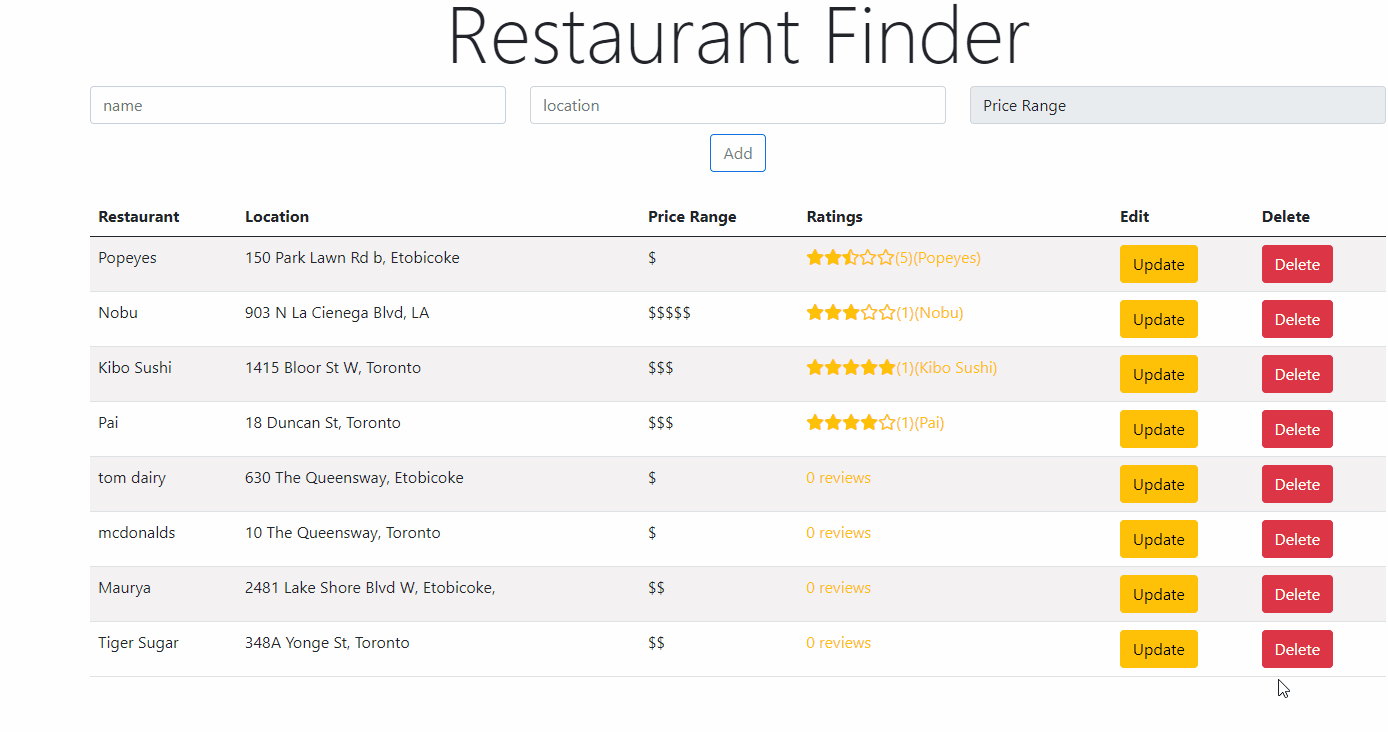 Restaurant Finder
name location Price Range
Add
Restaurant Location Price Range Ratings Edit Delete
Popeyes 150 Park Lawn Rd b, Etobicoke $ (5)(Popeyes) Update Delete
Nobu 903 N La Cienega Blvd, LA $$$$$ (1)(Nobu) Update Delete
Kibo Sushi 1415 Bloor St W, Toronto $$$ (1)(Kibo Sushi) Update Delete
Pai 18 Duncan St, Toronto $$$ (1)(Pai) Update Delete
tom dairy 630 The Queensway, Etobicoke $ 0 reviews Update Delete
mcdonalds 10 The Queensway, Toronto $ 0 reviews Update Delete
Maurya 2481 Lake Shore Blvd W, Etobicoke, $$ 0 reviews Update Delete
Tiger Sugar 348A Yonge St, Toronto $$ 0 reviews Update Delete